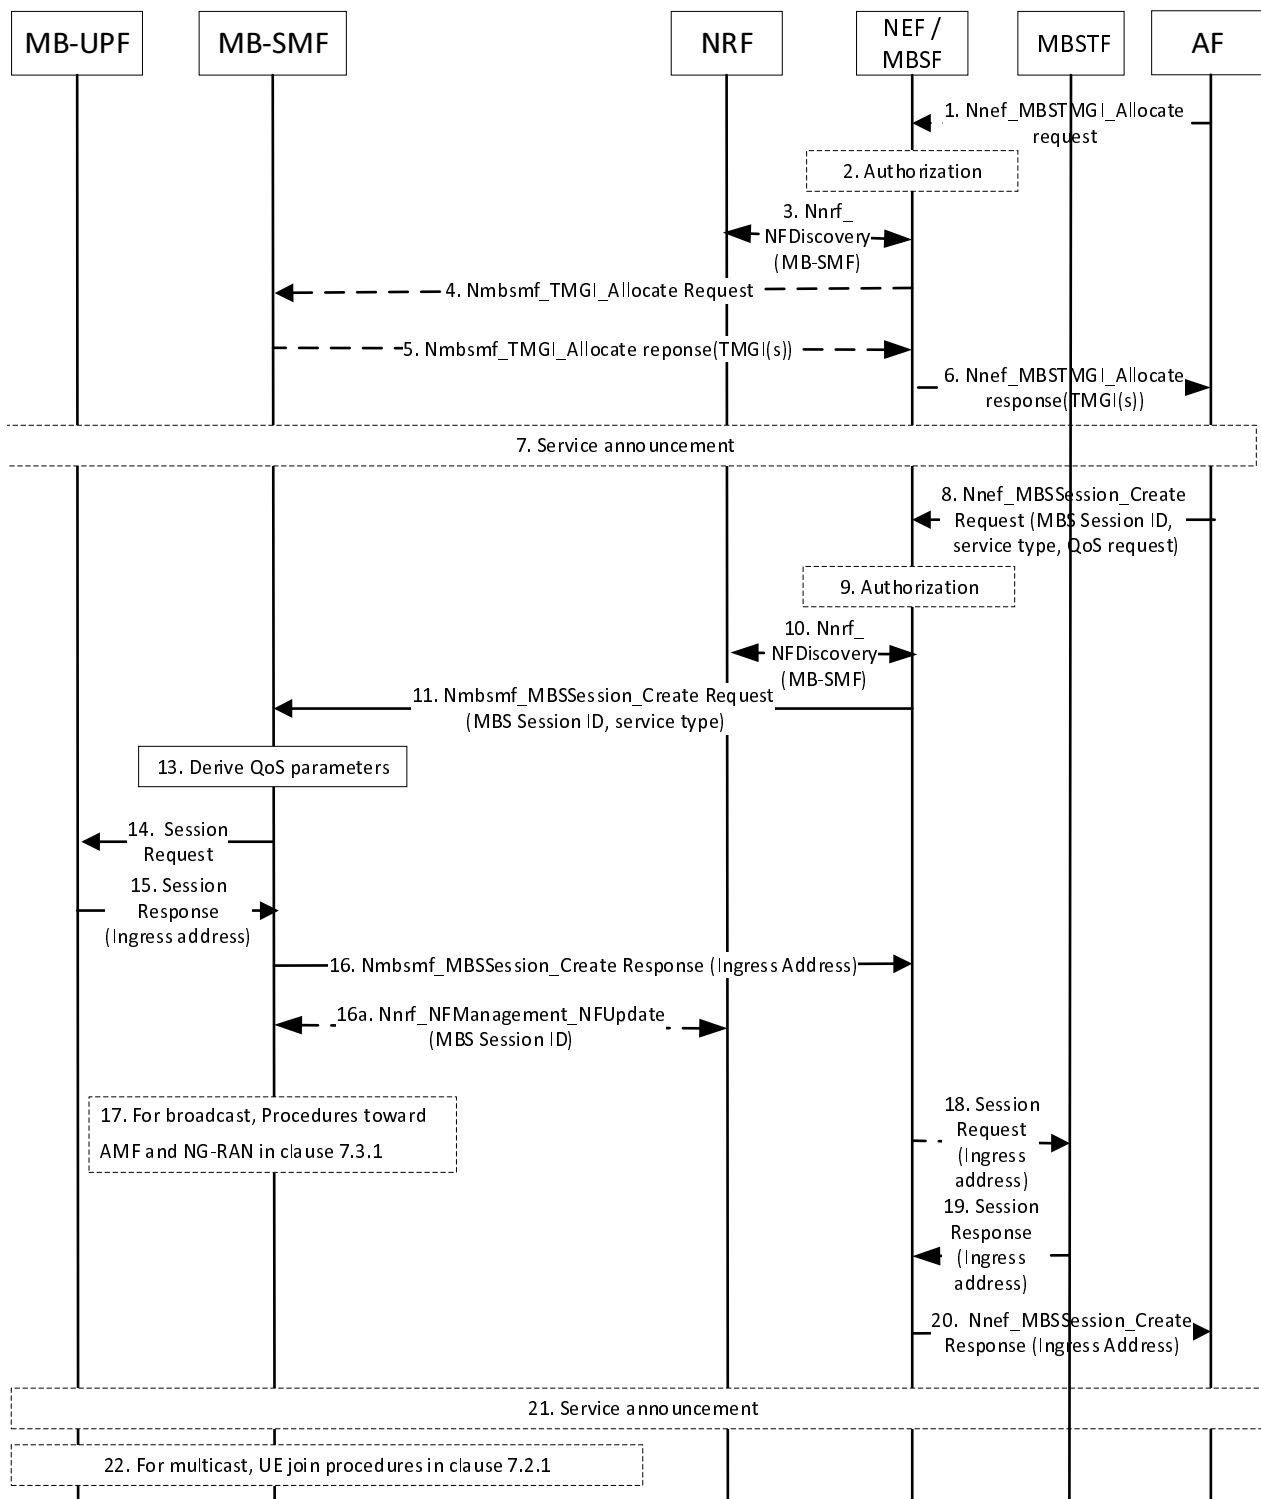 MB-UPF
MB-SMF
NRF
NEF /
MBSF
MBSTF
AF
1. Nnef_MBSTMGI_Allocate
request
2. Authorization
3. Nnrf_
NFDiscovery
(MB-SMF)
4. Nmbsmf_TMGI_Allocate Request
5. Nmbsmf_TMGI_Allocate reponse(TMGI(s))
6. Nnef_MBSTMGI_Allocate
response(TMGI(s))
7. Service announcement
8. Nnef_MBSSession_Create
Request (MBS Session ID,
service type, QoS request)
9. Authorization
10. Nnrf_
NFDiscovery
(MB-SMF)
11. Nmbsmf_MBSSession_Create Request
(MBS Session ID, service type)
13. Derive QoS parameters
14. Session
Request
15. Session
Response
(Ingress address)
16. Nmbsmf_MBSSession_Create Response (Ingress Address)
16a. Nnrf_NFManagement_NFUpdate
(MBS Session ID)
17. For broadcast, Procedures toward
AMF and NG-RAN in clause 7.3.1
18. Session
Request
(Ingress
address)
19. Session
Response
(Ingress
address)
20. Nnef_MBSSession_Create
Response (Ingress Address)
21. Service announcement
22. For multicast, UE join procedures in clause 7.2.1